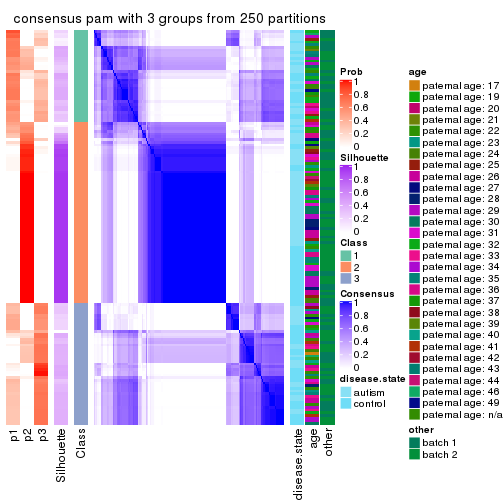 consensus pam with 3 groups from 250 partitions
Prob
1
0.8
0.6
0.4
0.2
0
Silhouette
1
0.8
0.6
0.4
0.2
0
Class
1
2
3
Consensus
1
0.8
0.6
0.4
0.2
0
disease.state
autism
control
age
paternal age: 17
paternal age: 19
paternal age: 20
paternal age: 21
paternal age: 22
paternal age: 23
paternal age: 24
paternal age: 25
paternal age: 26
paternal age: 27
paternal age: 28
paternal age: 29
paternal age: 30
paternal age: 31
paternal age: 32
paternal age: 33
paternal age: 34
paternal age: 35
paternal age: 36
paternal age: 37
paternal age: 38
paternal age: 39
paternal age: 40
paternal age: 41
paternal age: 42
paternal age: 43
paternal age: 44
paternal age: 46
paternal age: 49
paternal age: n/a
other
batch 1
batch 2
p1
p2
p3
Silhouette
Class
disease.state
age
other